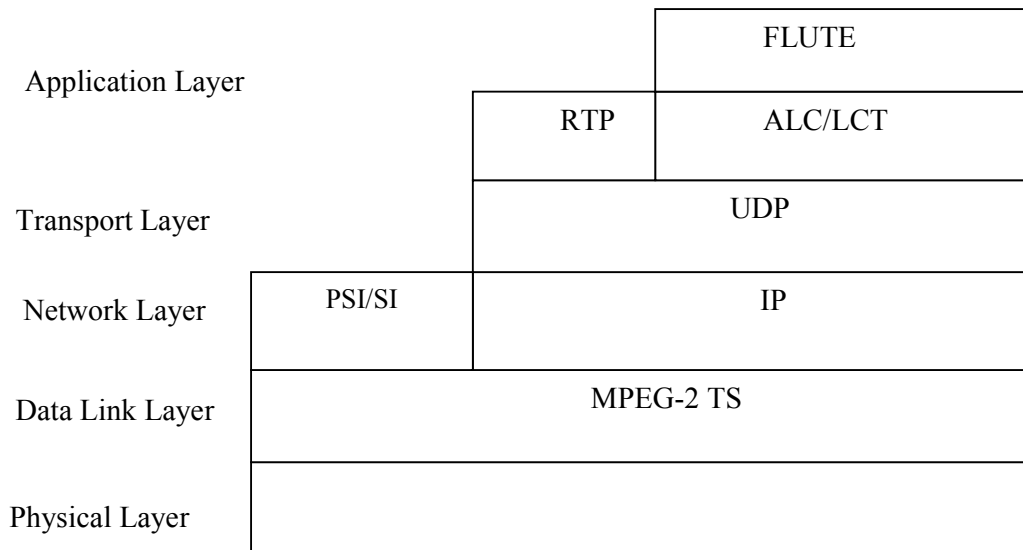 FLUTE
Application Layer
RTP
ALC/LCT
Transport Layer
UDP
Network Layer
PSI/SI
IP
Data Link Layer
MPEG-2 TS
Physical Layer